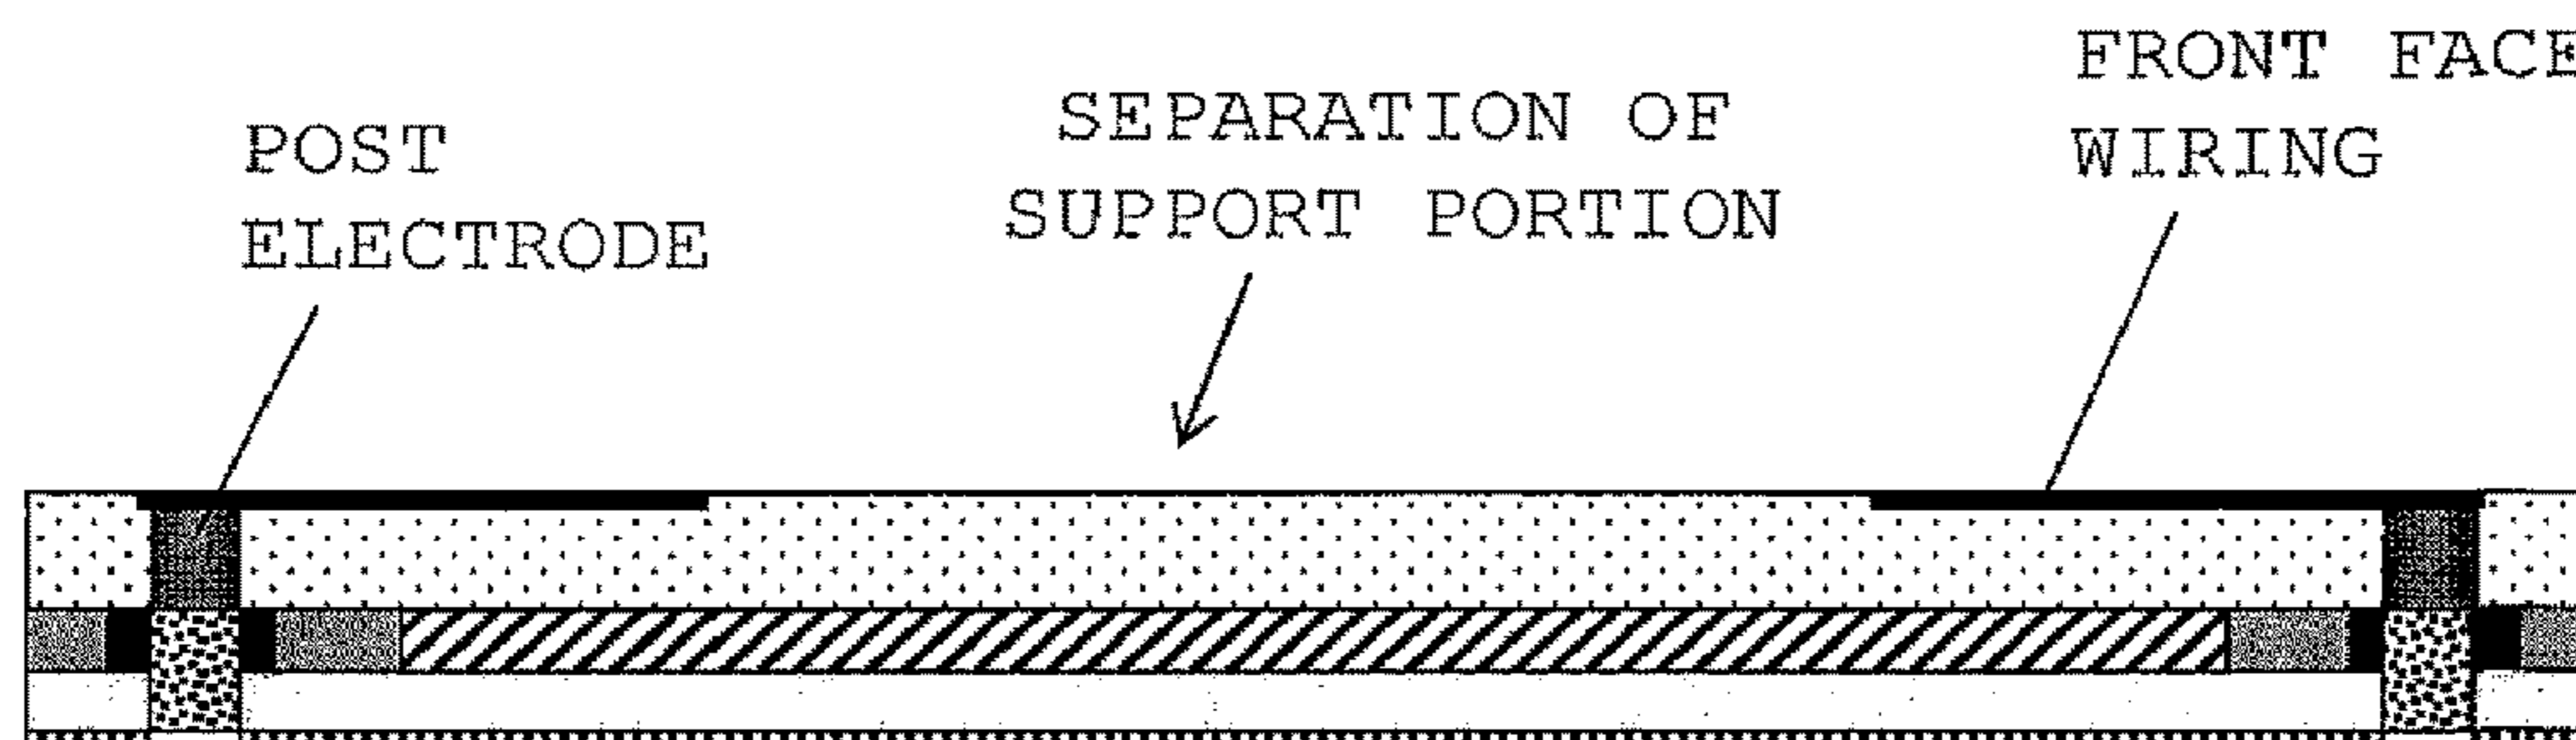 POST
ELECTRODE
SEPARATION OF
SUPPORT PORTION
FRONT FACE
WIRING